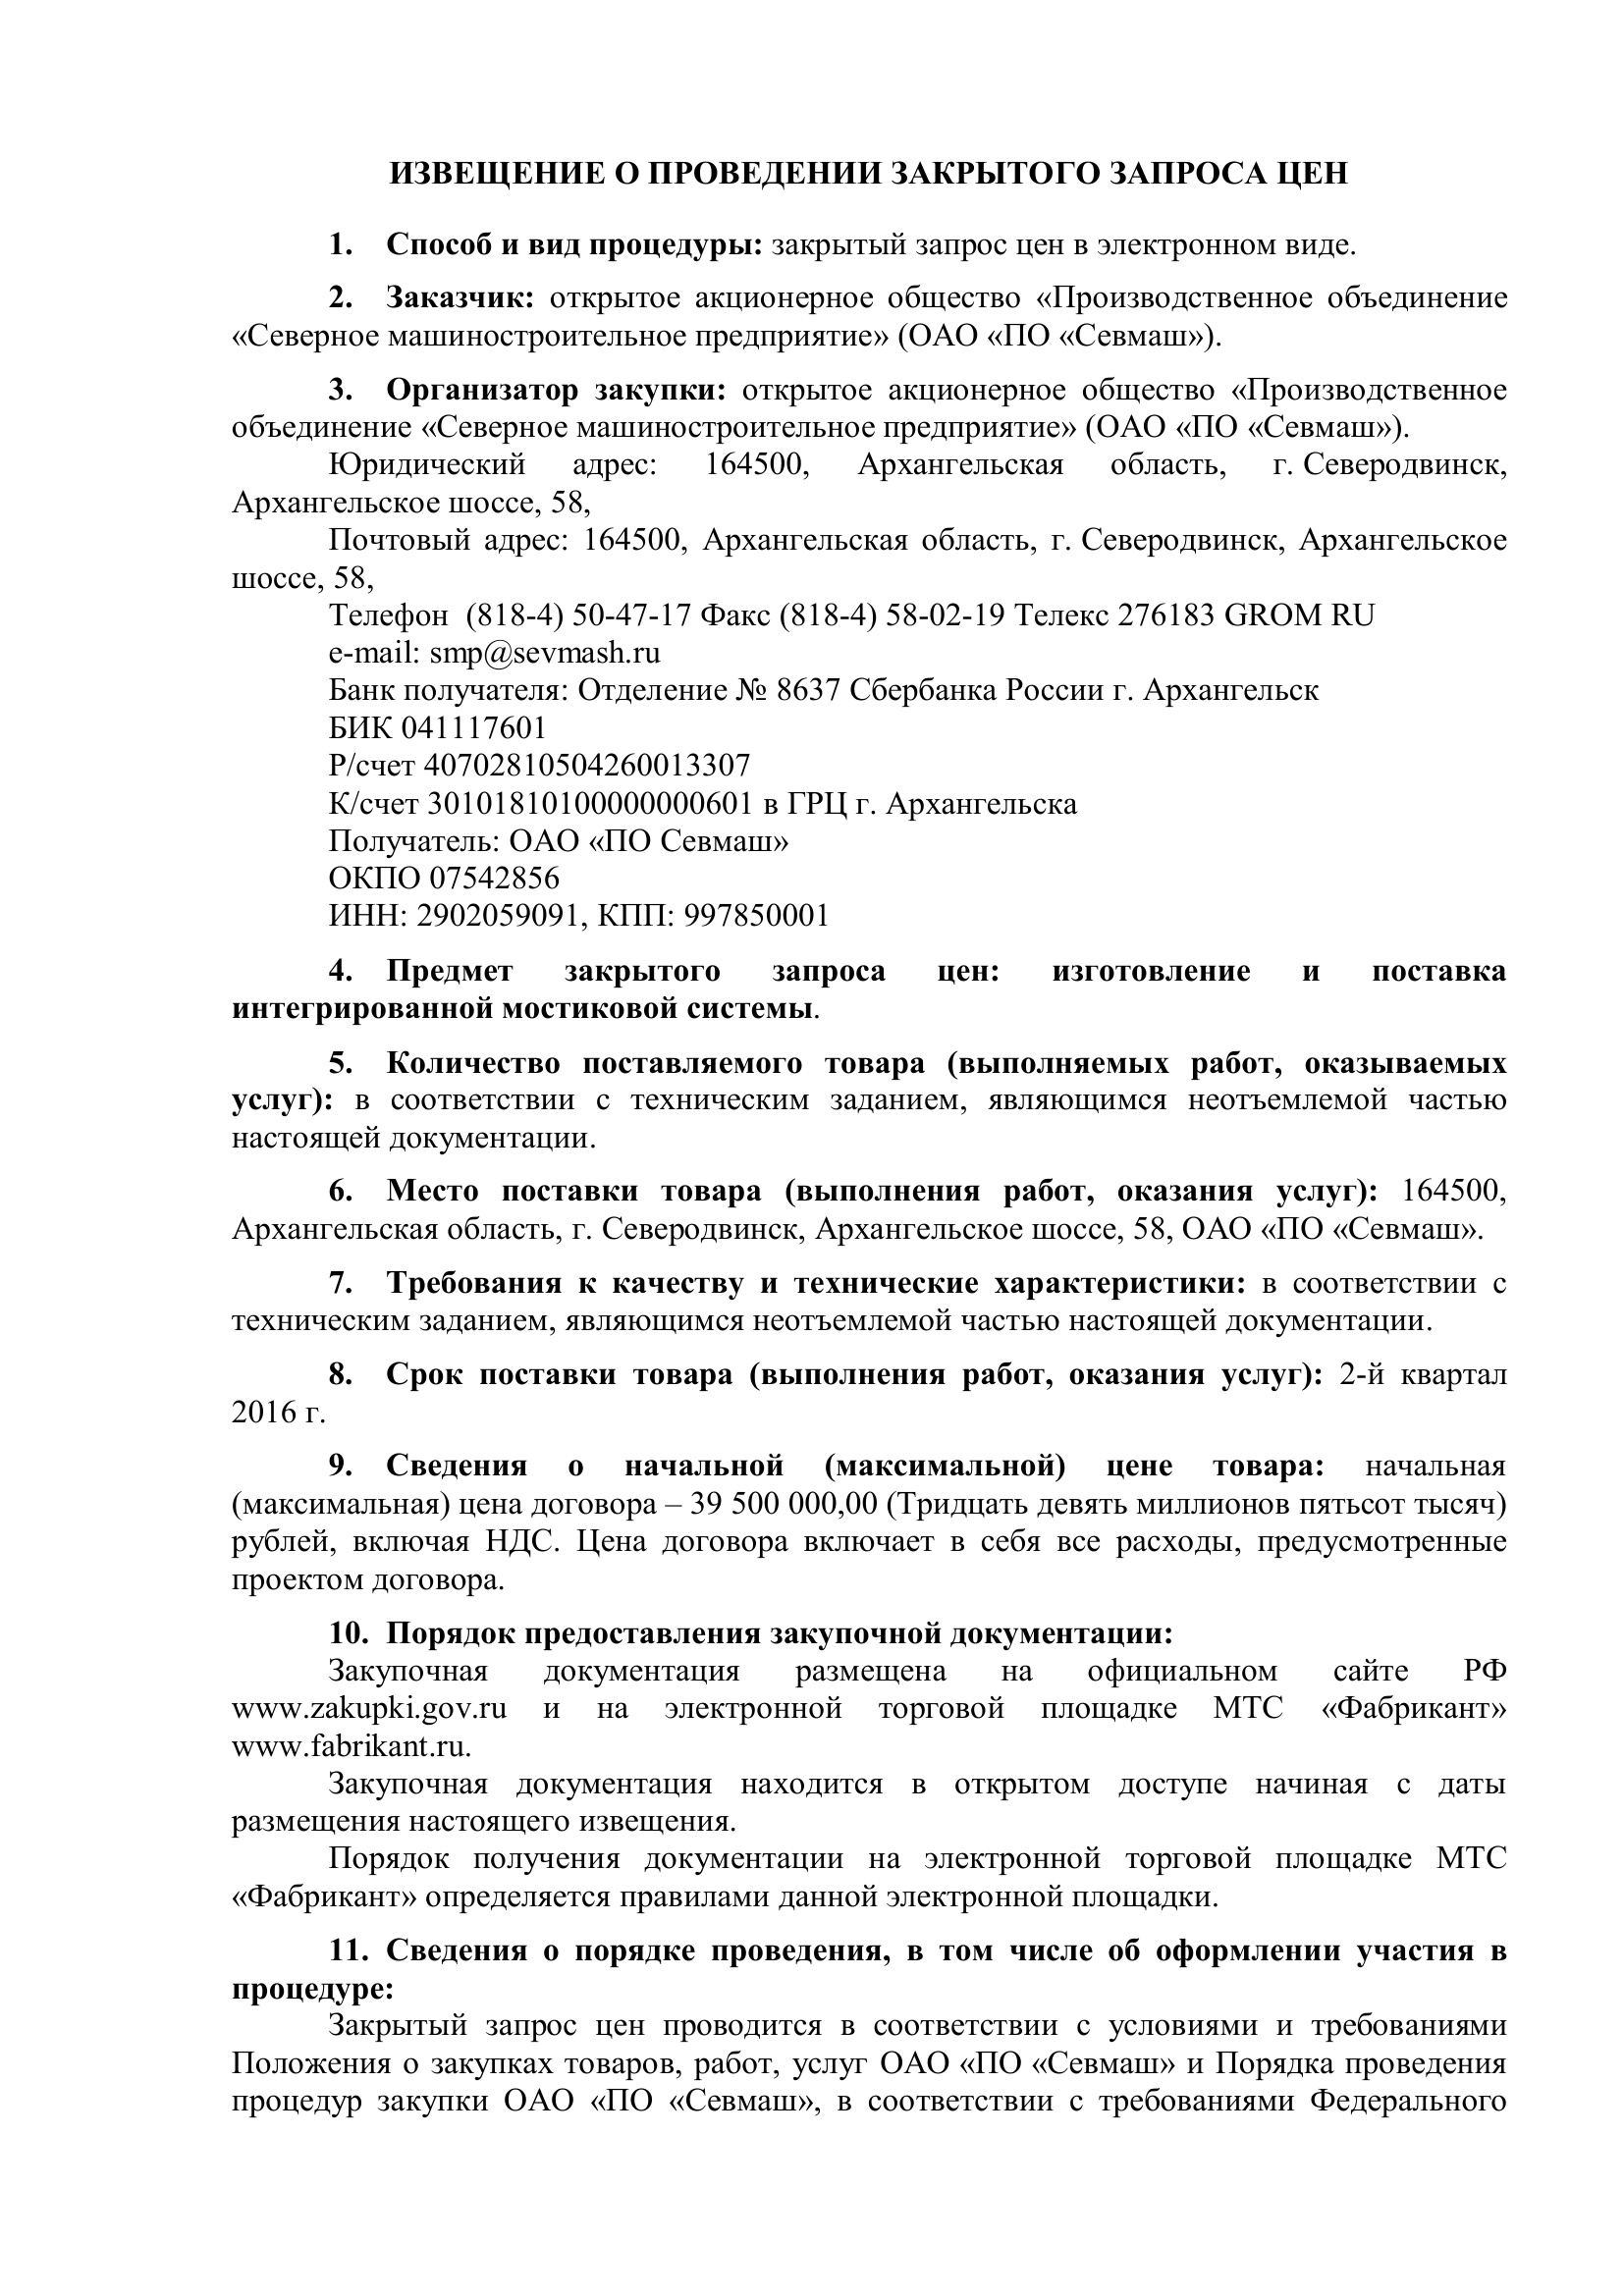 ИЗВЕЩЕНИЕ О ПРОВЕДЕНИИ ЗАКРЫТОГО ЗАПРОСА ЦЕН
1. Способ и вид процедуры: закрытый запрос цен в электронном виде.
2. Заказчик: открытое акционерное общество «Производственное объединение
«Северное машиностроительное предприятие» (ОАО «ПО «Севмаш»).
3. Организатор закупки: открытое акционерное общество «Производственное
объединение «Северное машиностроительное предприятие» (ОАО «ПО «Севмаш»).
Юридический адрес: 164500, Архангельская область, г. Северодвинск,
Архангельское шоссе, 58,
Почтовый адрес: 164500, Архангельская область, г. Северодвинск, Архангельское
шоссе, 58,
Телефон (818-4) 50-47-17 Факс (818-4) 58-02-19 Телекс 276183 GROM RU
e-mail: smp@sevmash.ru
Банк получателя: Отделение № 8637 Сбербанка России г. Архангельск
БИК 041117601
Р/счет 40702810504260013307
К/счет 30101810100000000601 в ГРЦ г. Архангельска
Получатель: ОАО «ПО Севмаш»
ОКПО 07542856
ИНН: 2902059091, КПП: 997850001
4. Предмет закрытого запроса цен: изготовление и поставка
интегрированной мостиковой системы.
5. Количество поставляемого товара (выполняемых работ, оказываемых
услуг): в соответствии с техническим заданием, являющимся неотъемлемой частью
настоящей документации.
6. Место поставки товара (выполнения работ, оказания услуг): 164500,
Архангельская область, г. Северодвинск, Архангельское шоссе, 58, ОАО «ПО «Севмаш».
7. Требования к качеству и технические характеристики: в соответствии с
техническим заданием, являющимся неотъемлемой частью настоящей документации.
8. Срок поставки товара (выполнения работ, оказания услуг): 2-й квартал
2016 г.
9. Сведения о начальной (максимальной) цене товара: начальная
(максимальная) цена договора – 39 500 000,00 (Тридцать девять миллионов пятьсот тысяч)
рублей, включая НДС. Цена договора включает в себя все расходы, предусмотренные
проектом договора.
10. Порядок предоставления закупочной документации:
Закупочная документация размещена на официальном сайте РФ
www.zakupki.gov.ru и на электронной торговой площадке МТС «Фабрикант»
www.fabrikant.ru.
Закупочная документация находится в открытом доступе начиная с даты
размещения настоящего извещения.
Порядок получения документации на электронной торговой площадке МТС
«Фабрикант» определяется правилами данной электронной площадки.
11. Сведения о порядке проведения, в том числе об оформлении участия в
процедуре:
Закрытый запрос цен проводится в соответствии с условиями и требованиями
Положения о закупках товаров, работ, услуг ОАО «ПО «Севмаш» и Порядка проведения
процедур закупки ОАО «ПО «Севмаш», в соответствии с требованиями Федерального